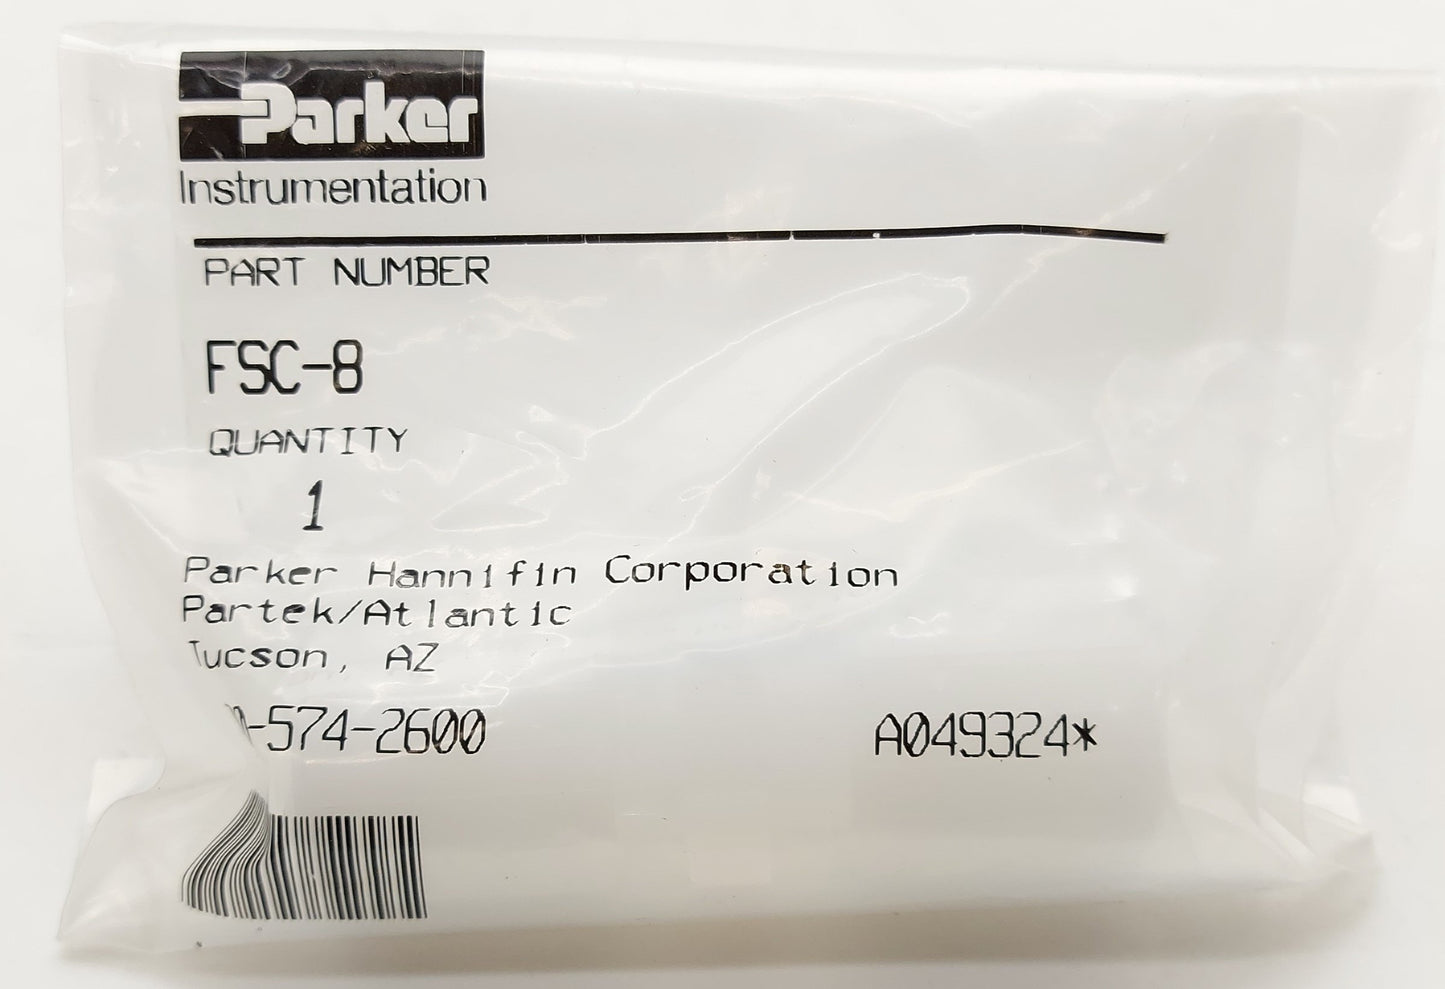 Parker
Instrumentation
PART NUMBER
FSC-8
QUANTITY
1
Parker Hannifin Corporation
Partek/Atlantic
Tucson, AZ
-574-2600
A049324*